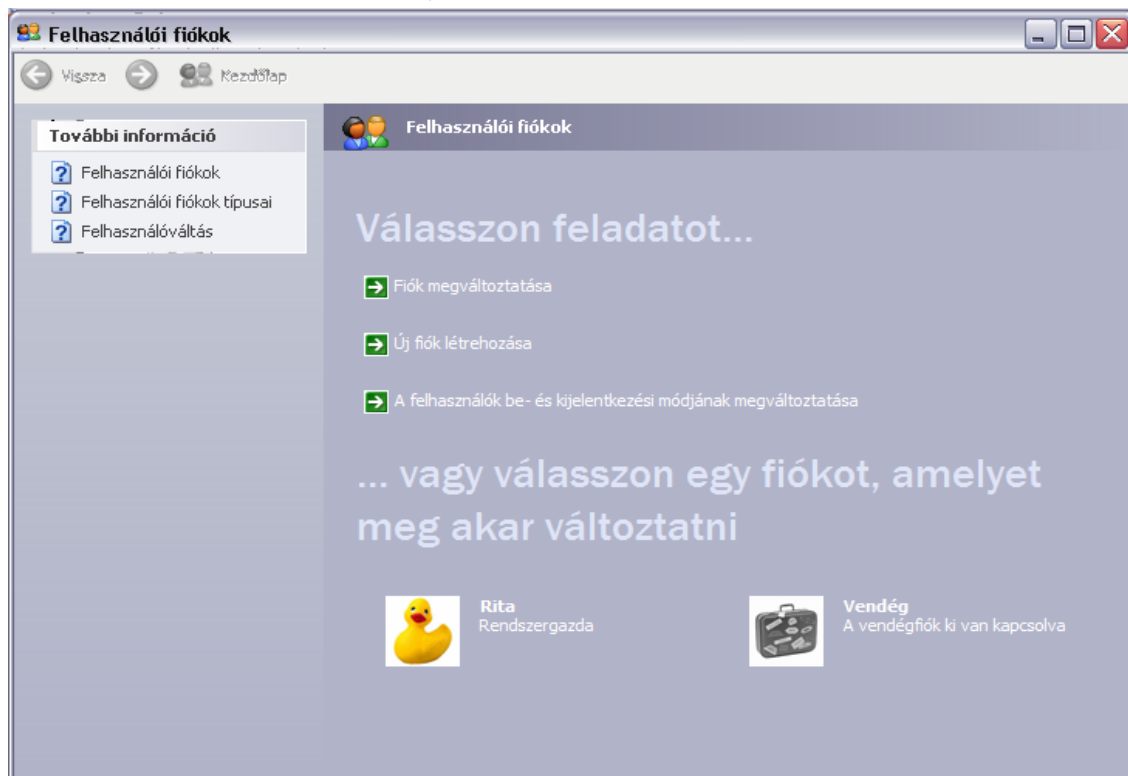 Felhasználói fiókok
Vissza
Kezdőlap
További információ
Felhasználói fiókok
Felhasználói fiókok típusai
Felhasználóváltás
Felhasználói fiókok
Válasszon feladatot...
Fiók megváltoztatása
Új fiók létrehozása
A felhasználók be- és kijelentkezési módjának megváltoztatása
... vagy válasszon egy fiókot, amelyet
meg akar változtatni
Rita
Rendszergazda
Vendég
A vendégfiók ki van kapcsolva